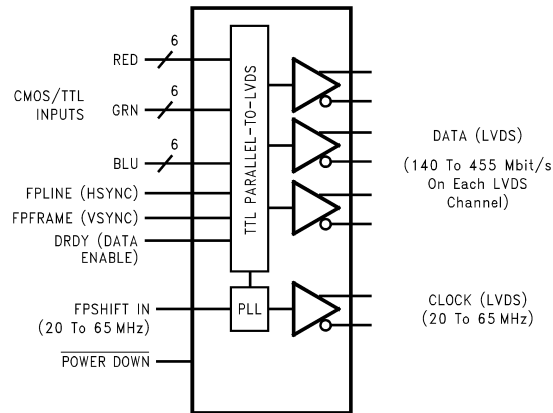 6
RED
6
CMOS/TTL
INPUTS
GRN
6
BLU
FPLINE (HSYNC)
FPFRAME (VSYNC)
DRDY (DATA
ENABLE)
FPSHIFT IN
(20 To 65 MHz)
POWER DOWN
TTL PARALLEL-TO-LVDS
PLL
DATA (LVDS)
(140 To 455 Mbit/s
On Each LVDS
Channel)
CLOCK (LVDS)
(20 To 65 MHz)